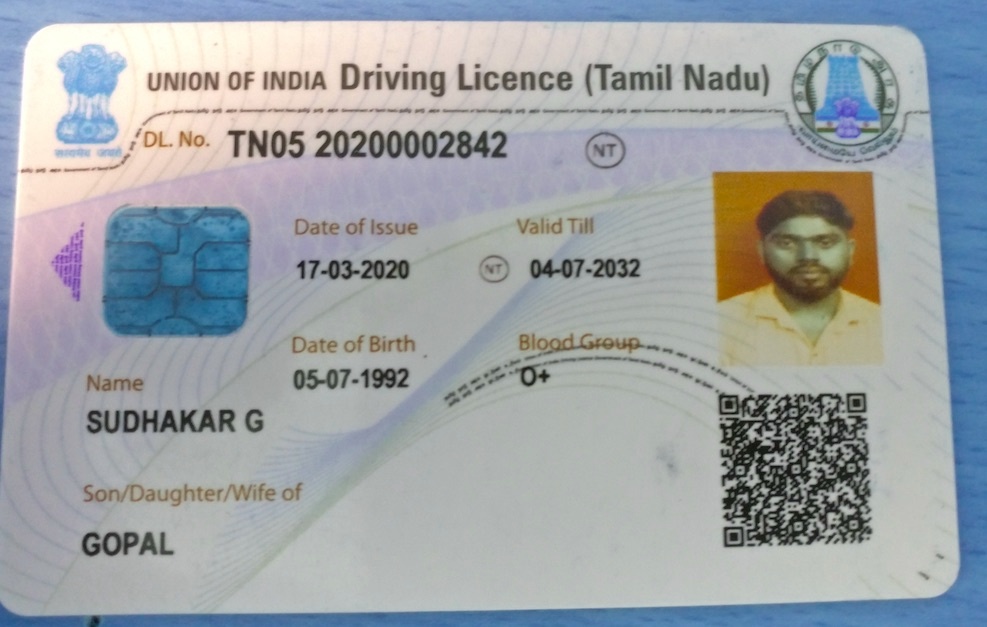 UNION OF INDIA Driving Licence (Tamil Nadu)
DL. No. TN05 20200002842 NT
सत्यमेव जयते
Date of Issue Valid Till
17-03-2020 NT 04-07-2032
Date of Birth Blood Group
05-07-1992 O+
Name
SUDHAKAR G
Son/Daughter/Wife of
GOPAL